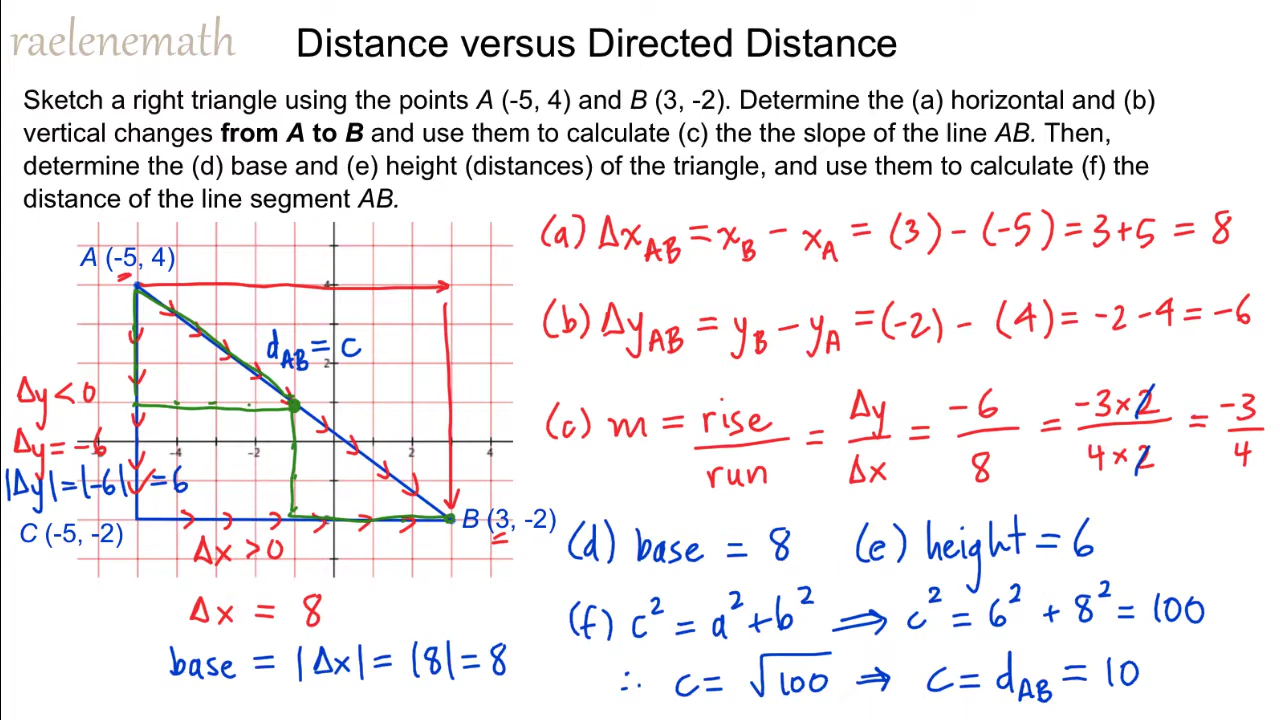 raelenemath
Distance versus Directed Distance
Sketch a right triangle using the points A (-5, 4) and B (3, -2). Determine the (a) horizontal and (b)
vertical changes from A to B and use them to calculate (c) the the slope of the line AB. Then,
determine the (d) base and (e) height (distances) of the triangle, and use them to calculate (f) the
distance of the line segment AB.
A (-5, 4)
4
d_AB = c
2
Δy < 0
Δy = -6
-4 -2 2 4
|Δy| = |-6| = 6
C (-5, -2)
B (3, -2)
Δx > 0
Δx = 8
base = |Δx| = |8| = 8
(a) Δx_AB = x_B - x_A = (3) - (-5) = 3+5 = 8
(b) Δy_AB = y_B - y_A = (-2) - (4) = -2-4 = -6
(c) m = rise/run = Δy/Δx = -6/8 = -3×2/4×2 = -3/4
(d) base = 8 (e) height = 6
(f) c² = a² + b² ⟹ c² = 6² + 8² = 100
∴ c = √100 ⟹ c = d_AB = 10